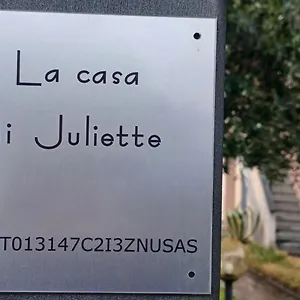 La casa
i Juliette
T013147C2I3ZNUSAS